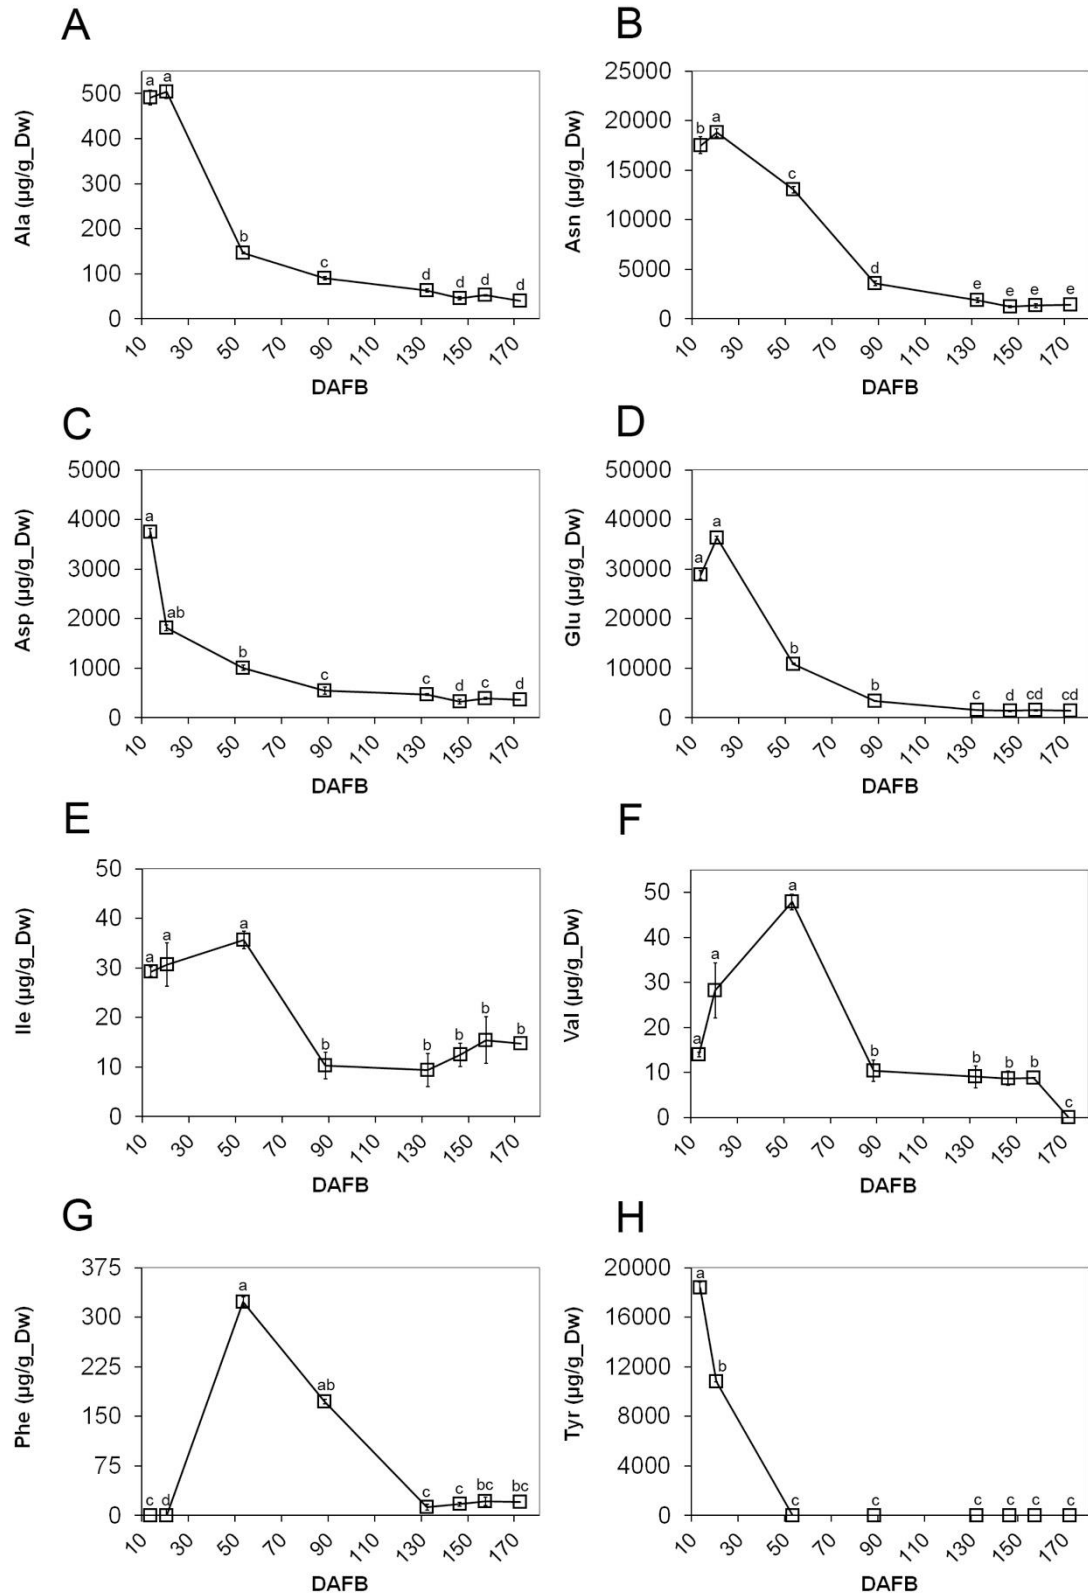 A
Ala (µg/g_Dw)
500
400
300
200
100
0
a a b c d d d d
10 30 50 70 90 110 130 150 170
DAFB
B
Asn (µg/g_Dw)
25000
20000
15000
10000
5000
0
b a c d e e e e
10 30 50 70 90 110 130 150 170
DAFB
C
Asp (µg/g_Dw)
5000
4000
3000
2000
1000
0
a ab b c c d c d
10 30 50 70 90 110 130 150 170
DAFB
D
Glu (µg/g_Dw)
50000
40000
30000
20000
10000
0
a a b b c d cd cd
10 30 50 70 90 110 130 150 170
DAFB
E
Ile (µg/g_Dw)
50
40
30
20
10
0
a a a b b b b b
10 30 50 70 90 110 130 150 170
DAFB
F
Val (µg/g_Dw)
50
40
30
20
10
0
a a a b b b b c
10 30 50 70 90 110 130 150 170
DAFB
G
Phe (µg/g_Dw)
375
300
225
150
75
0
c d a ab c c bc bc
10 30 50 70 90 110 130 150 170
DAFB
H
Tyr (µg/g_Dw)
20000
16000
12000
8000
4000
0
a b c c c c c c
10 30 50 70 90 110 130 150 170
DAFB